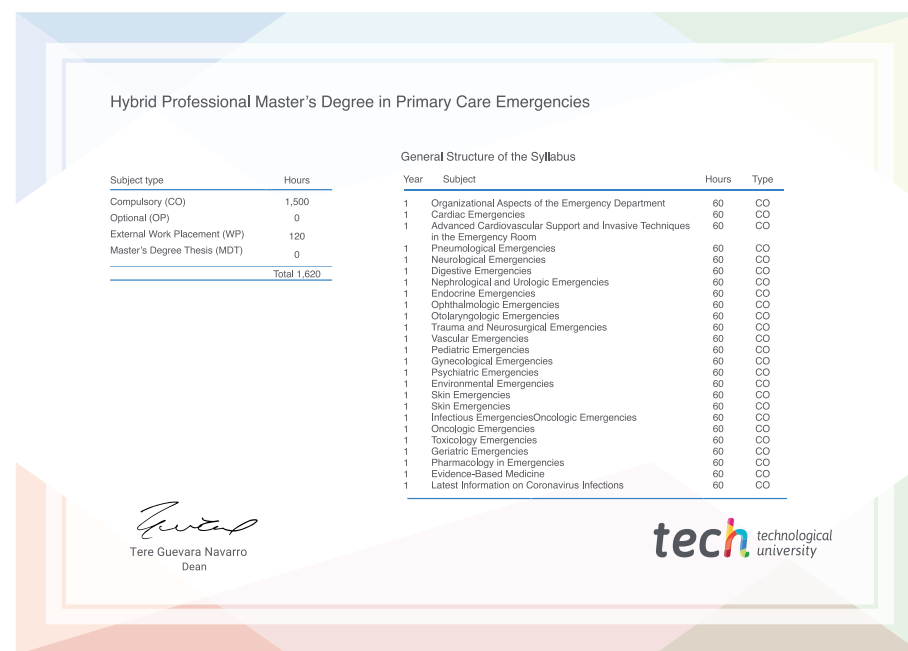 Hybrid Professional Master's Degree in Primary Care Emergencies
Subject type Hours
Compulsory (CO) 1,500
Optional (OP) 0
External Work Placement (WP) 120
Master's Degree Thesis (MDT) 0
Total 1,620
General Structure of the Syllabus
Year Subject Hours Type
1 Organizational Aspects of the Emergency Department 60 CO
1 Cardiac Emergencies 60 CO
1 Advanced Cardiovascular Support and Invasive Techniques 60 CO
in the Emergency Room
1 Pneumological Emergencies 60 CO
1 Neurological Emergencies 60 CO
1 Digestive Emergencies 60 CO
1 Nephrological and Urologic Emergencies 60 CO
1 Endocrine Emergencies 60 CO
1 Ophthalmologic Emergencies 60 CO
1 Otolaryngologic Emergencies 60 CO
1 Trauma and Neurosurgical Emergencies 60 CO
1 Vascular Emergencies 60 CO
1 Pediatric Emergencies 60 CO
1 Gynecological Emergencies 60 CO
1 Psychiatric Emergencies 60 CO
1 Environmental Emergencies 60 CO
1 Skin Emergencies 60 CO
1 Skin Emergencies 60 CO
1 Infectious EmergenciesOncologic Emergencies 60 CO
1 Oncologic Emergencies 60 CO
1 Toxicology Emergencies 60 CO
1 Geriatric Emergencies 60 CO
1 Pharmacology in Emergencies 60 CO
1 Evidence-Based Medicine 60 CO
1 Latest Information on Coronavirus Infections 60 CO
Tere Guevara Navarro
Dean
tech technological
university